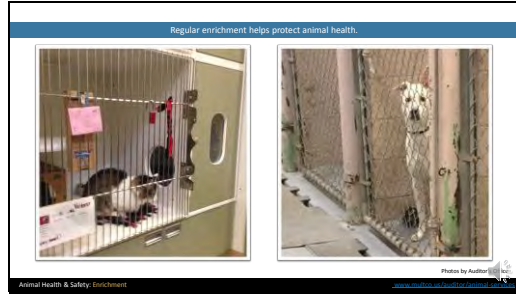 Regular enrichment helps protect animal health.
Photos by Auditor's Office
Animal Health & Safety: Enrichment
www.multco.us/auditor/animal-services